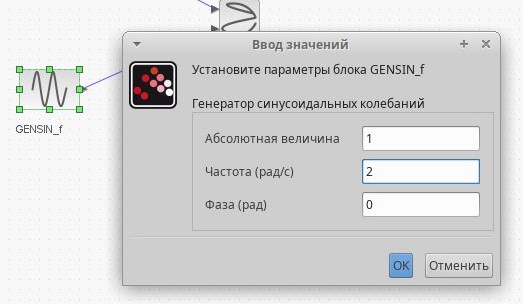 Ввод значений
Установите параметры блока GENSIN_f
Генератор синусоидальных колебаний
Абсолютная величина 1
Частота (рад/с) 2
Фаза (рад) 0
OK Отменить
GENSIN_f